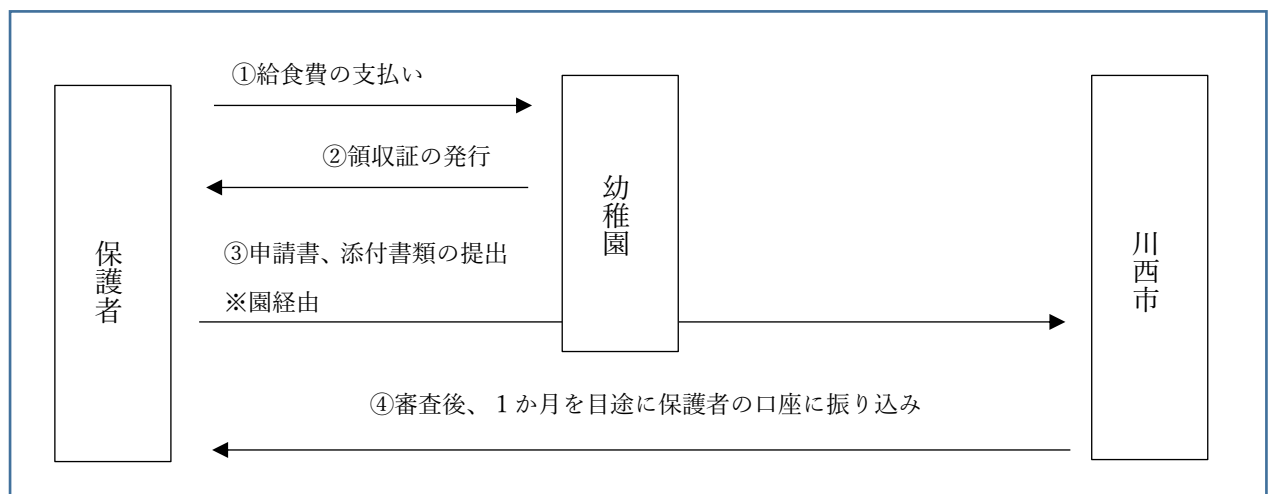 ①給食費の支払い
②領収証の発行
③申請書、添付書類の提出
※園経由
④審査後、１か月を目途に保護者の口座に振り込み
保護者
幼稚園
川西市